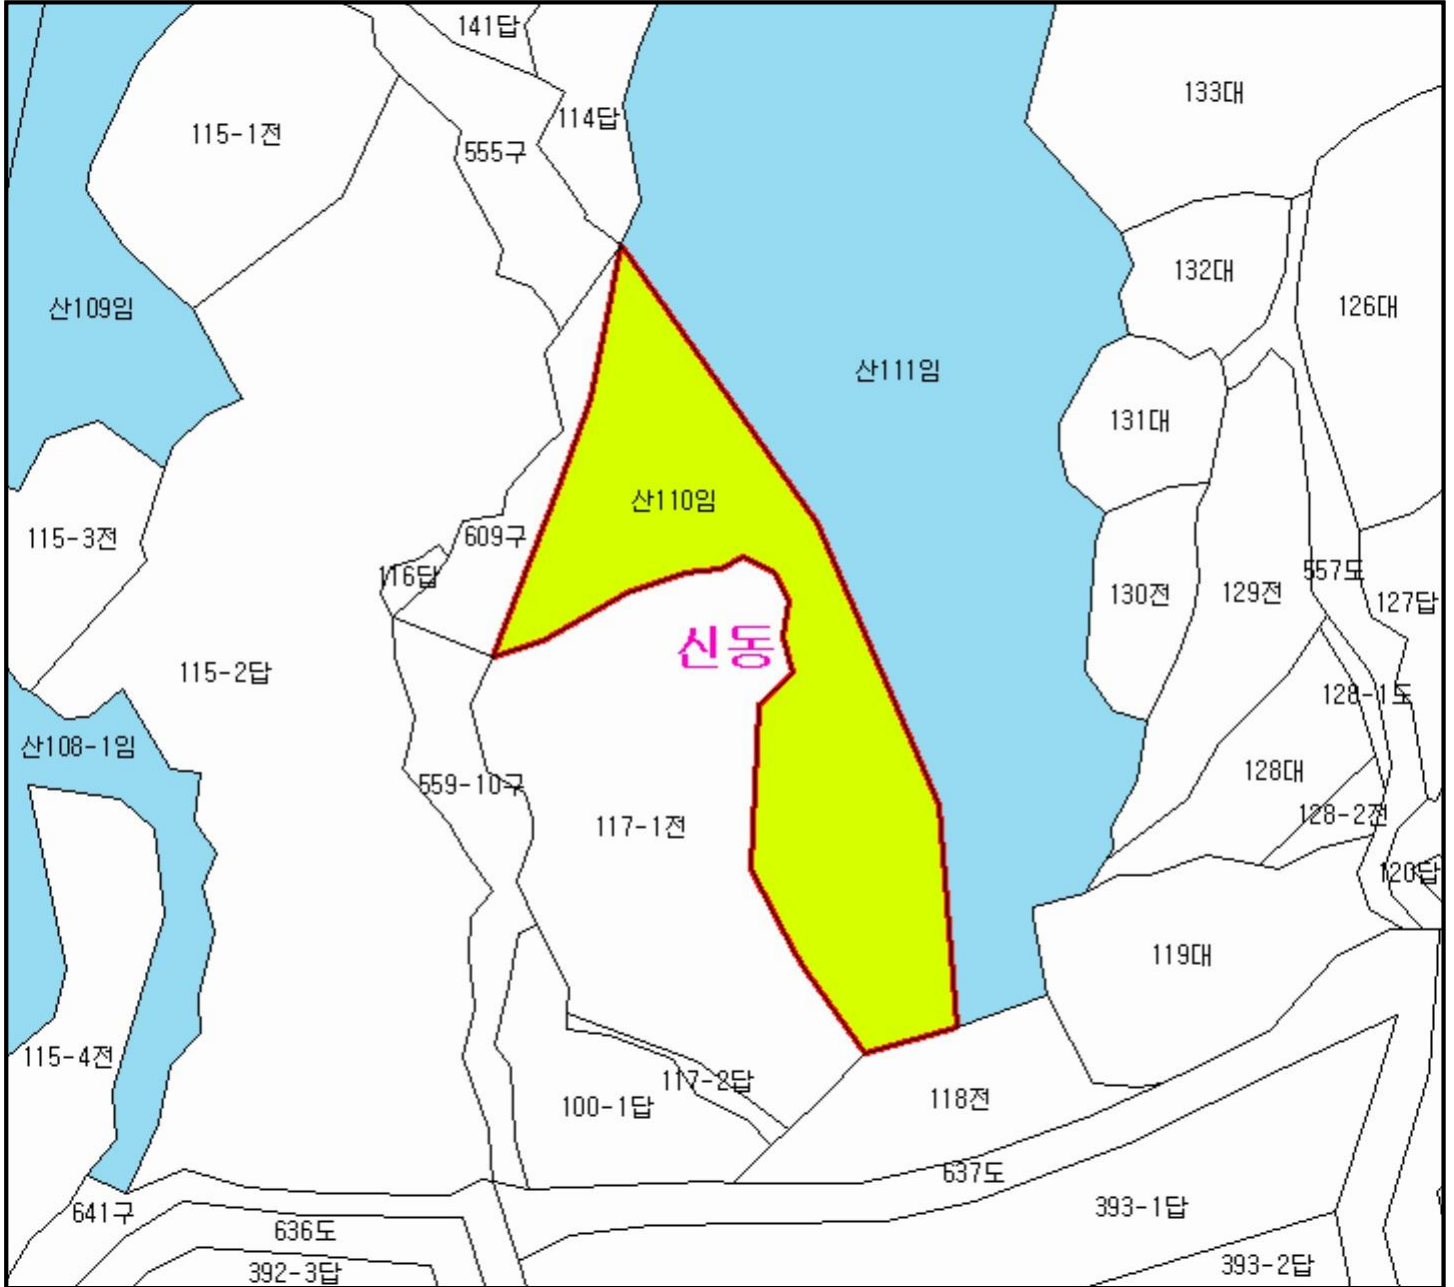 141답
133대
114답
115-1전
555구
132대
산109임
126대
산111임
131대
산110임
609구
115-3전
557도
116답
130전
129전
127답
신동
115-2답
128-1도
산108-1임
128대
559-10구
128-2전
117-1전
120답
119대
115-4전
117-2답
118전
100-1답
637도
393-1답
641구
636도
393-2답
392-3답